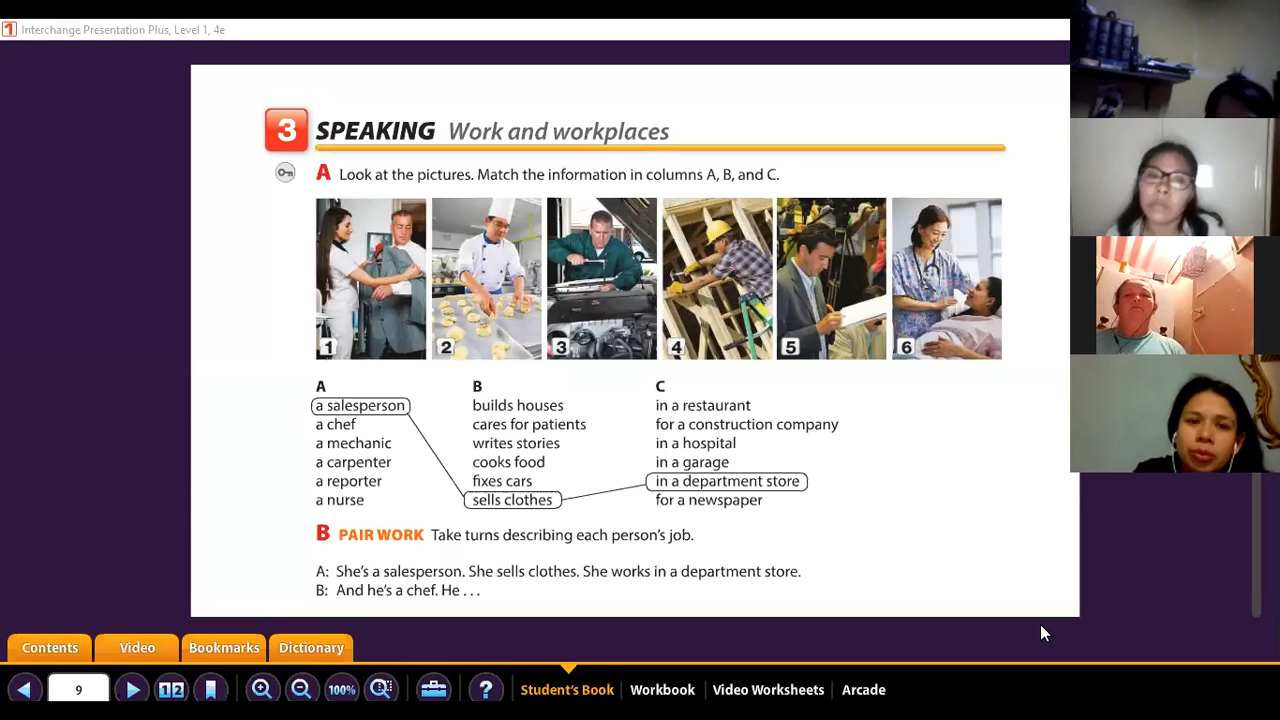 1 Interchange Presentation Plus, Level 1, 4e
3 SPEAKING Work and workplaces
A Look at the pictures. Match the information in columns A, B, and C.
1 2 3 4 5 6
A B C
a salesperson builds houses in a restaurant
a chef cares for patients for a construction company
a mechanic writes stories in a hospital
a carpenter cooks food in a garage
a reporter fixes cars in a department store
a nurse sells clothes for a newspaper
B PAIR WORK Take turns describing each person's job.
A: She's a salesperson. She sells clothes. She works in a department store.
B: And he's a chef. He . . .
Contents Video Bookmarks Dictionary
9 12 100% ? Student's Book Workbook Video Worksheets Arcade